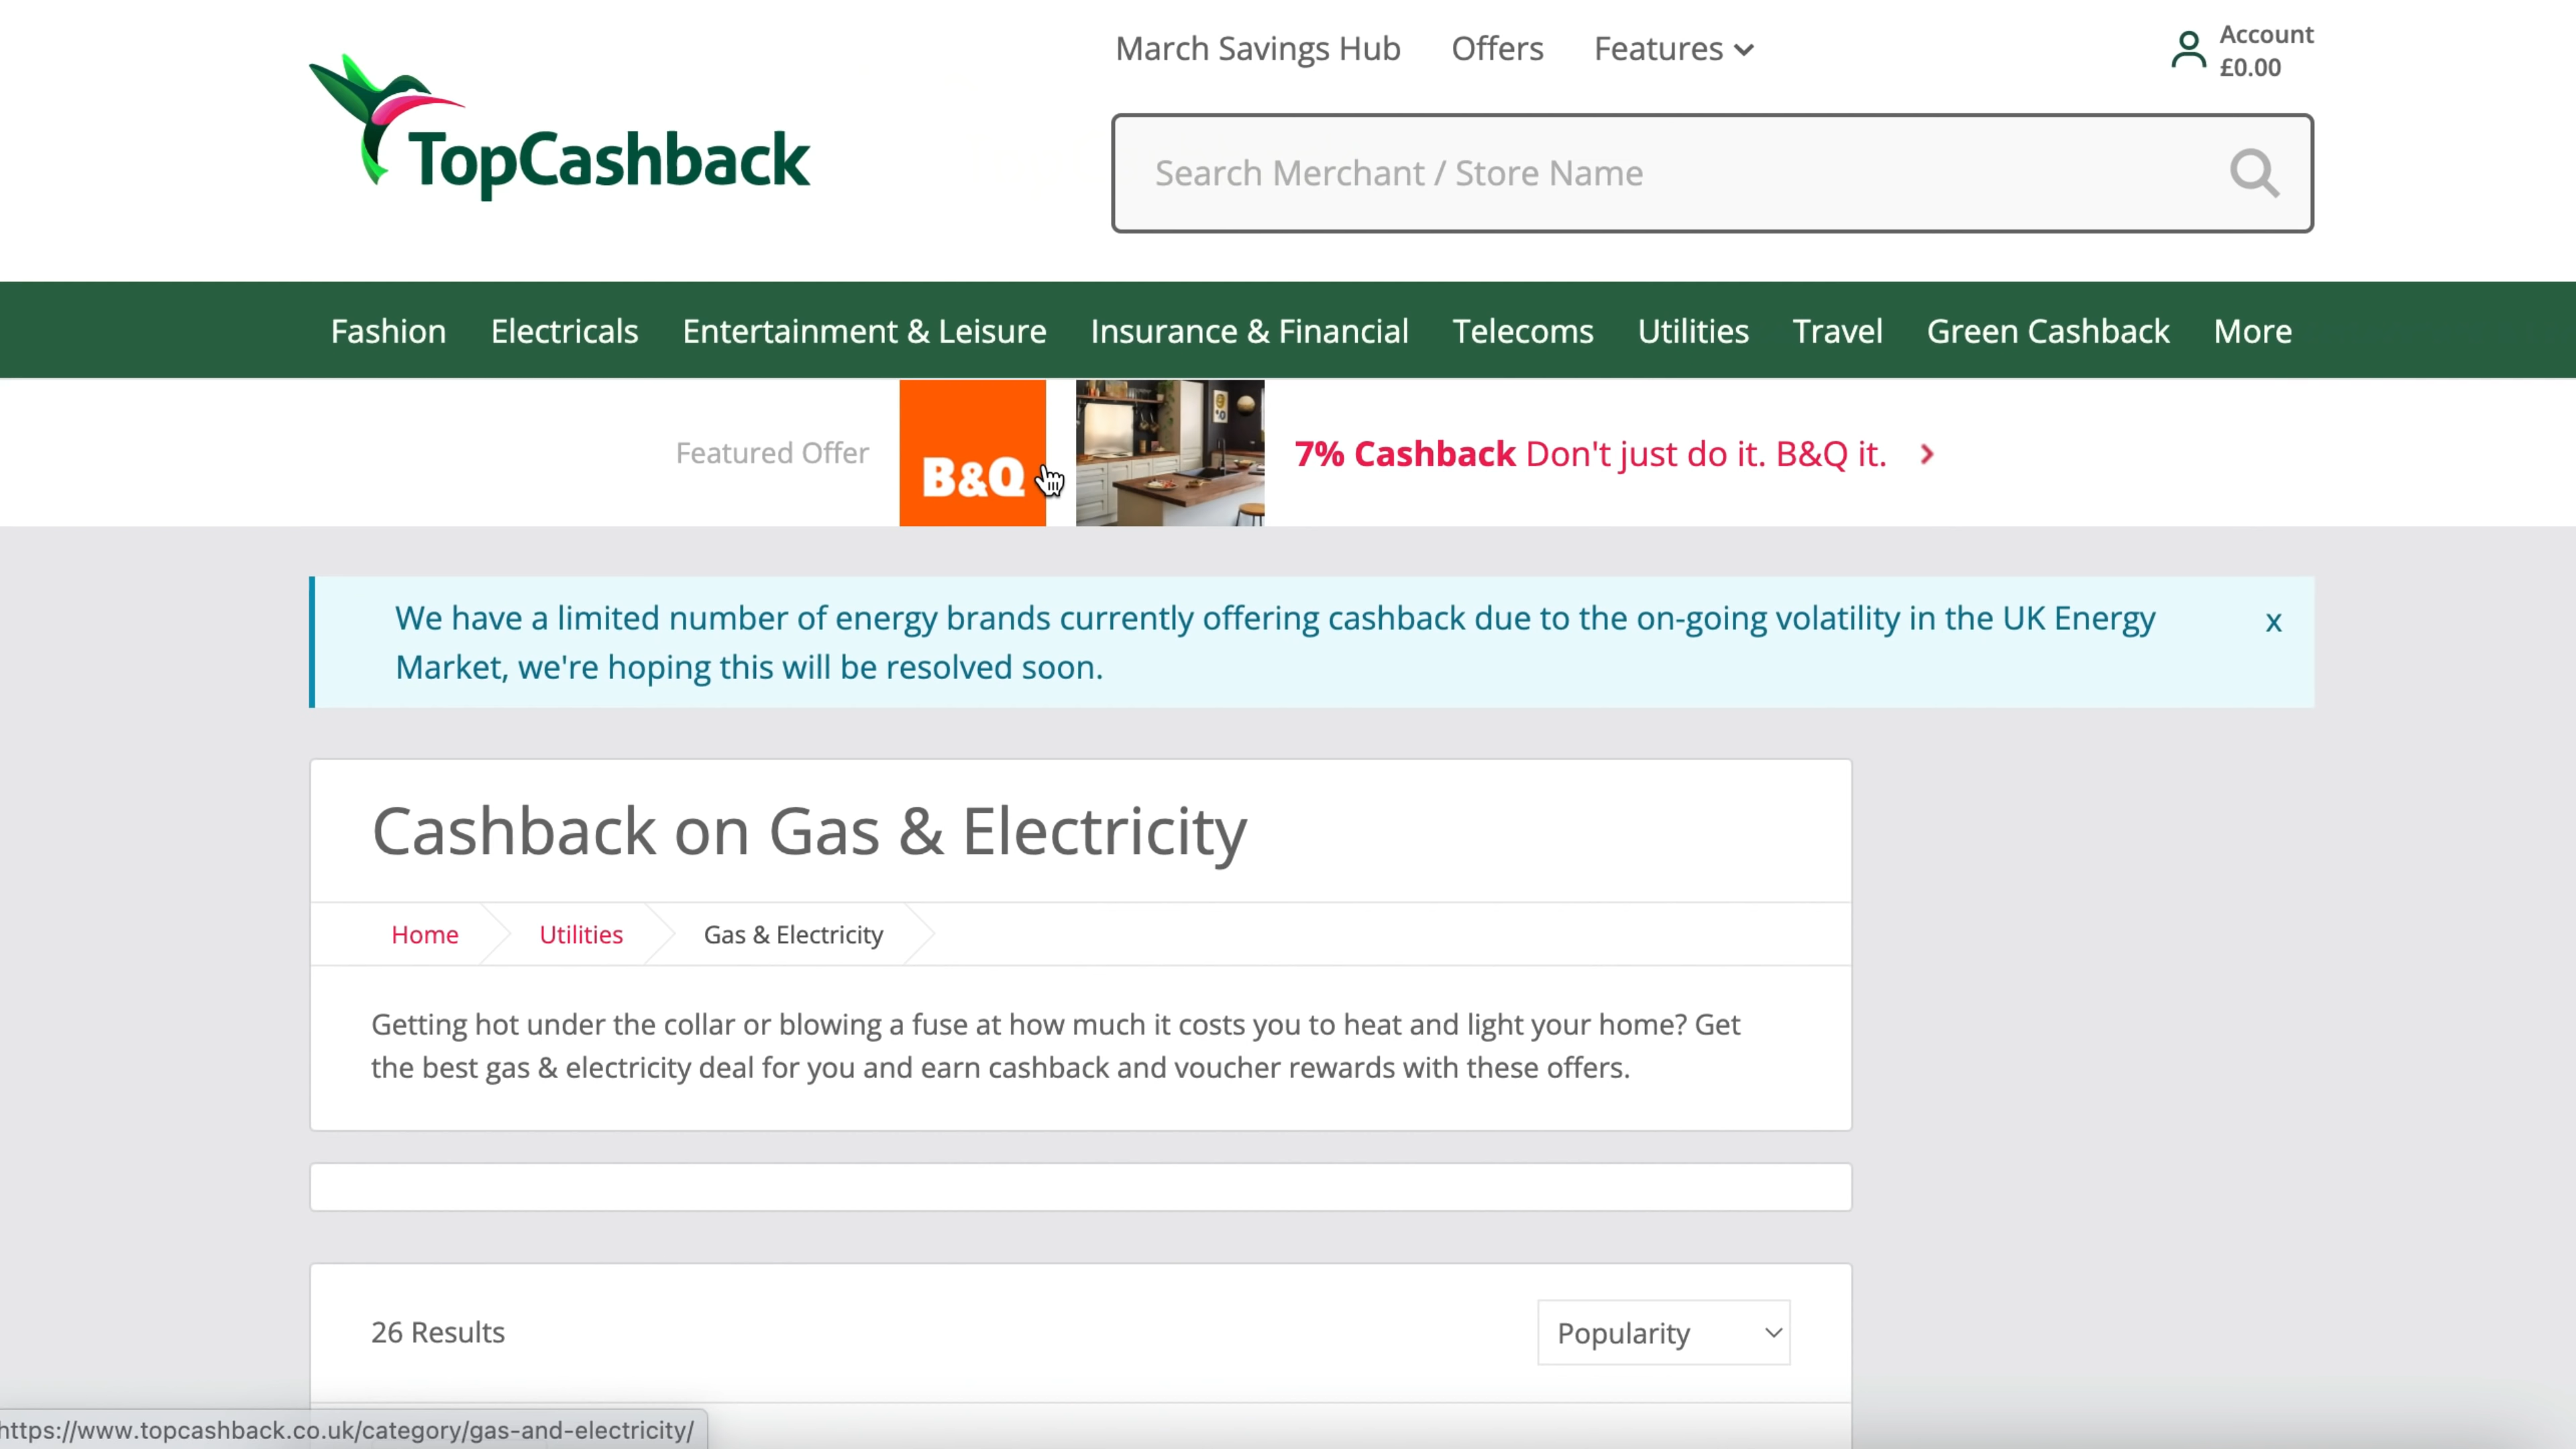 March Savings Hub Offers Features
Account
£0.00
TopCashback
Search Merchant / Store Name
Fashion Electricals Entertainment & Leisure Insurance & Financial Telecoms Utilities Travel Green Cashback More
Featured Offer
B&Q
7% Cashback Don't just do it. B&Q it.
We have a limited number of energy brands currently offering cashback due to the on-going volatility in the UK Energy
Market, we're hoping this will be resolved soon.
x
Cashback on Gas & Electricity
Home Utilities Gas & Electricity
Getting hot under the collar or blowing a fuse at how much it costs you to heat and light your home? Get
the best gas & electricity deal for you and earn cashback and voucher rewards with these offers.
26 Results
Popularity
https://www.topcashback.co.uk/category/gas-and-electricity/